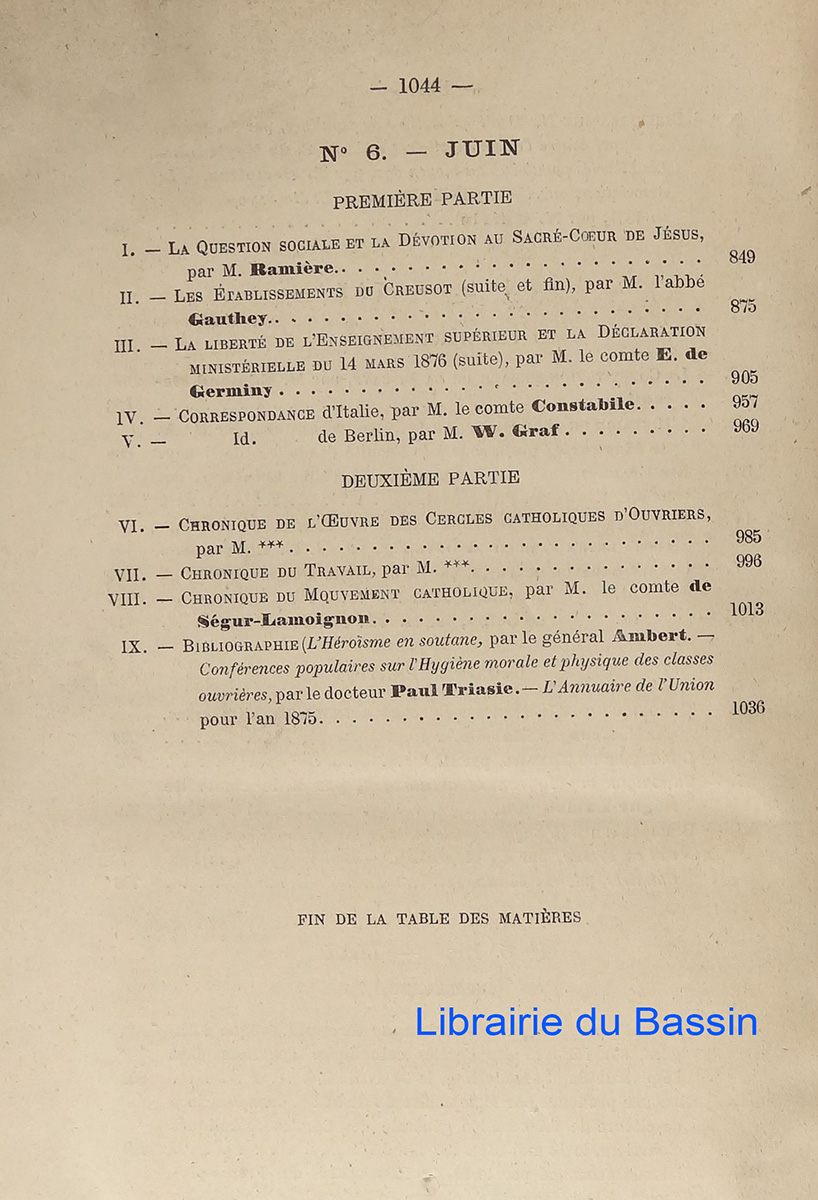 — 1044 —
N° 6. — JUIN
PREMIÈRE PARTIE
I. — LA QUESTION SOCIALE ET LA DÉVOTION AU SACRÉ-CŒUR DE JÉSUS,
par M. Ramière. . . . . . . . . . . . . . . . . . . . . . 849
II. — LES ÉTABLISSEMENTS DU CREUSOT (suite et fin), par M. l'abbé
Gauthey. . . . . . . . . . . . . . . . . . . . . . . . . 875
III. — LA LIBERTÉ DE L'ENSEIGNEMENT SUPÉRIEUR ET LA DÉCLARATION
MINISTÉRIELLE DU 14 MARS 1876 (suite), par M. le comte E. de
Germiny . . . . . . . . . . . . . . . . . . . . . . . . 905
IV. — CORRESPONDANCE d'Italie, par M. le comte Constabile. . . . . 957
V. — Id. de Berlin, par M. W. Graf . . . . . . . . . 969
DEUXIÈME PARTIE
VI. — CHRONIQUE DE L'ŒUVRE DES CERCLES CATHOLIQUES D'OUVRIERS,
par M. ***. . . . . . . . . . . . . . . . . . . . . . . . 985
VII. — CHRONIQUE DU TRAVAIL, par M. ***. . . . . . . . . . . . . 996
VIII. — CHRONIQUE DU MOUVEMENT CATHOLIQUE, par M. le comte de
Ségur-Lamoignon. . . . . . . . . . . . . . . . . . . . . 1013
IX. — BIBLIOGRAPHIE (L'Héroïsme en soutane, par le général Ambert. —
Conférences populaires sur l'Hygiène morale et physique des classes
ouvrières, par le docteur Paul Triasie. — L'Annuaire de l'Union
pour l'an 1875. . . . . . . . . . . . . . . . . . . . . . 1036
FIN DE LA TABLE DES MATIÈRES
Librairie du Bassin